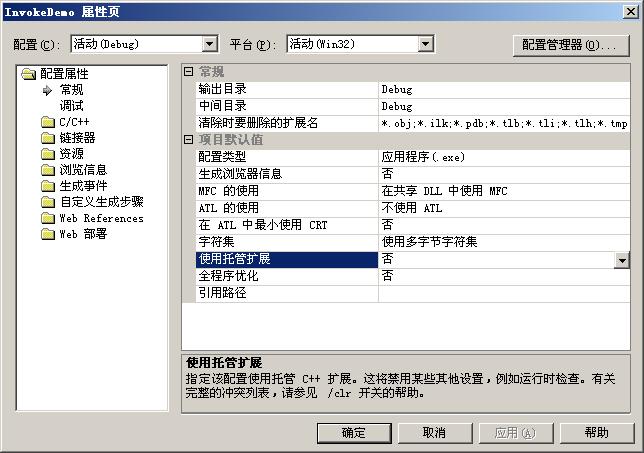 InvokeDemo 属性页
配置(C): 活动(Debug) 平台(P): 活动(Win32) 配置管理器(O)...
配置属性
常规
调试
C/C++
链接器
资源
浏览信息
生成事件
自定义生成步骤
Web References
Web 部署
常规
输出目录 Debug
中间目录 Debug
清除时要删除的扩展名 *.obj;*.ilk;*.pdb;*.tlb;*.tli;*.tlh;*.tmp
项目默认值
配置类型 应用程序(.exe)
生成浏览器信息 否
MFC 的使用 在共享 DLL 中使用 MFC
ATL 的使用 不使用 ATL
在 ATL 中最小使用 CRT 否
字符集 使用多字节字符集
使用托管扩展 否
全程序优化 否
引用路径
使用托管扩展
指定该配置使用托管 C++ 扩展。这将禁用某些其他设置，例如运行时检查。有关
完整的冲突列表，请参见 /clr 开关的帮助。
确定 取消 应用(A) 帮助